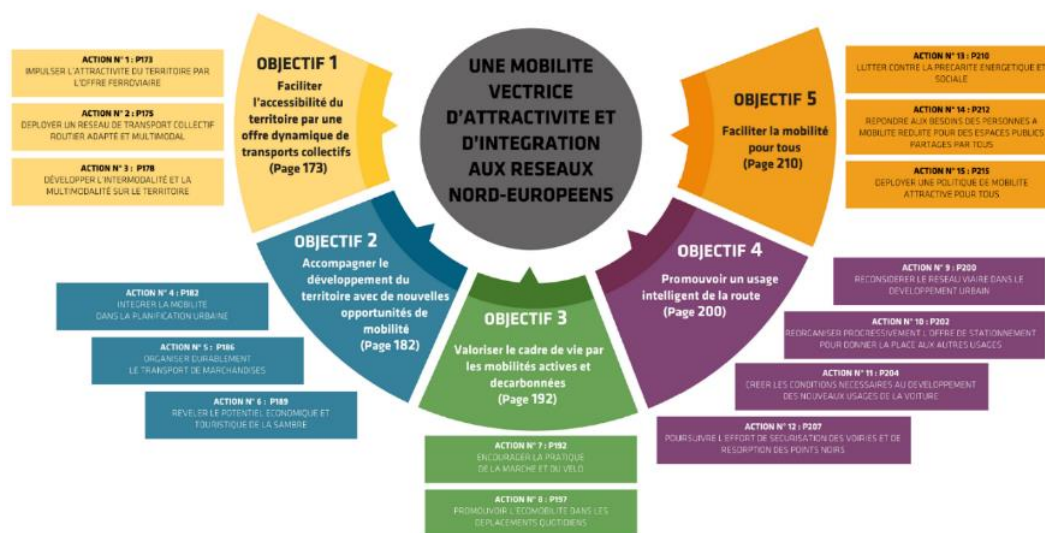 UNE MOBILITE
VECTRICE
D'ATTRACTIVITE ET
D'INTEGRATION
AUX RESEAUX
NORD-EUROPEENS
OBJECTIF 1
Faciliter
l'accessibilité du
territoire par une
offre dynamique de
transports collectifs
(Page 173)
ACTION N° 1 : P173
IMPULSER L'ATTRACTIVITE DU TERRITOIRE PAR
L'OFFRE FERROVIAIRE
ACTION N° 2 : P175
DEPLOYER UN RESEAU DE TRANSPORT COLLECTIF
ROUTIER ADAPTÉ ET MULTIMODAL
ACTION N° 3 : P178
DÉVELOPPER L'INTERMODALITÉ ET LA
MULTIMODALITÉ SUR LE TERRITOIRE
OBJECTIF 2
Accompagner le
développement du
territoire avec de nouvelles
opportunités de
mobilité
(Page 182)
ACTION N° 4 : P182
INTEGRER LA MOBILITE
DANS LA PLANIFICATION URBAINE
ACTION N° 5 : P186
ORGANISER DURABLEMENT
LE TRANSPORT DE MARCHANDISES
ACTION N° 6 : P189
REVELER LE POTENTIEL ECONOMIQUE ET
TOURISTIQUE DE LA SAMBRE
OBJECTIF 3
Valoriser le cadre de vie par
les mobilités actives et
decarbonnées
(Page 192)
ACTION N° 7 : P192
ENCOURAGER LA PRATIQUE
DE LA MARCHE ET DU VELO
ACTION N° 8 : P197
PROMOUVOIR L'ECOMOBILITE DANS LES
DEPLACEMENTS QUOTIDIENS
OBJECTIF 4
Promouvoir un usage
intelligent de la route
(Page 200)
ACTION N° 9 : P200
RECONSIDERER LE RESEAU VIAIRE DANS LE
DEVELOPPEMENT URBAIN
ACTION N° 10 : P202
REORGANISER PROGRESSIVEMENT L'OFFRE DE STATIONNEMENT
POUR DONNER LA PLACE AUX AUTRES USAGES
ACTION N° 11 : P204
CREER LES CONDITIONS NECESSAIRES AU DEVELOPPEMENT
DES NOUVEAUX USAGES DE LA VOITURE
ACTION N° 12 : P207
POURSUIVRE L'EFFORT DE SECURISATION DES VOIRIES ET DE
RESORPTION DES POINTS NOIRS
OBJECTIF 5
Faciliter la mobilité
pour tous
(Page 210)
ACTION N° 13 : P210
LUTTER CONTRE LA PRECARITE ENERGETIQUE ET
SOCIALE
ACTION N° 14 : P212
REPONDRE AUX BESOINS DES PERSONNES A
MOBILITE REDUITE POUR DES ESPACES PUBLICS
PARTAGES PAR TOUS
ACTION N° 15 : P215
DEPLOYER UNE POLITIQUE DE MOBILITE
ATTRACTIVE POUR TOUS